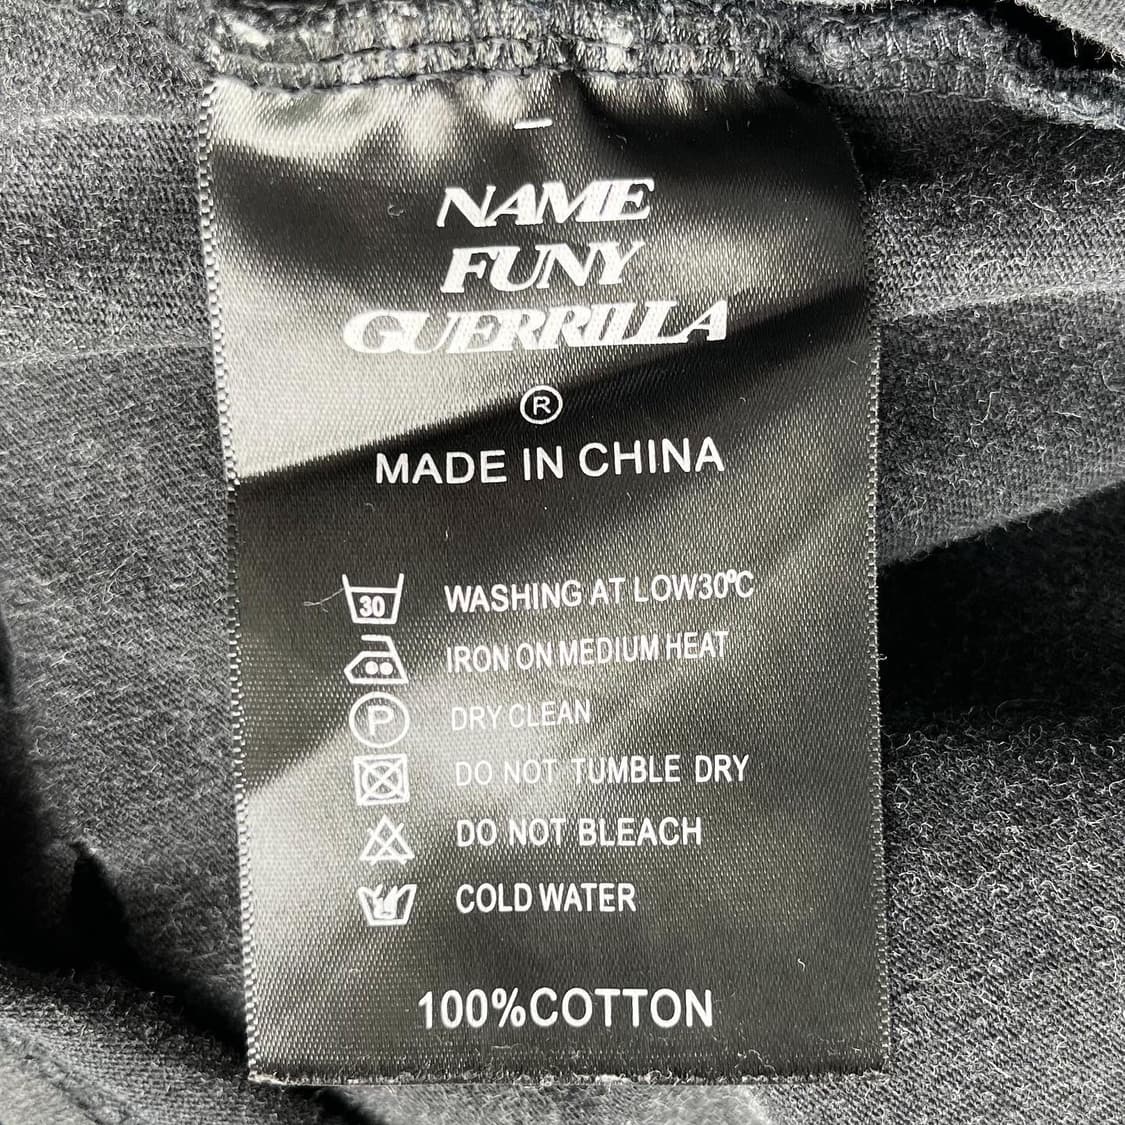 NAME
FUNY
GUERRILLA
®
MADE IN CHINA
30 WASHING AT LOW30°C
IRON ON MEDIUM HEAT
P DRY CLEAN
DO NOT TUMBLE DRY
DO NOT BLEACH
COLD WATER
100%COTTON